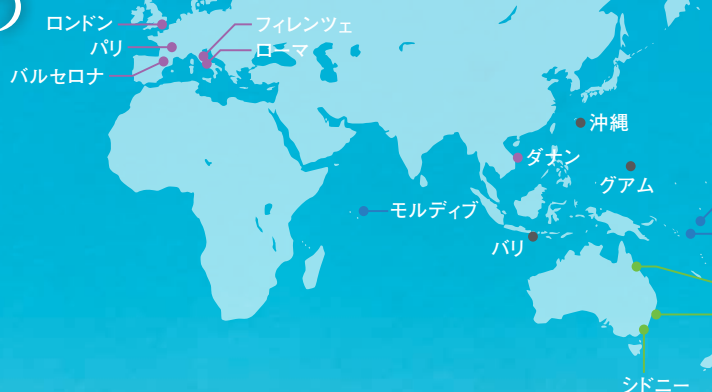 ロンドン
フィレンツェ
パリ
ローマ
バルセロナ
沖縄
ダナン
グアム
モルディブ
バリ
シドニー